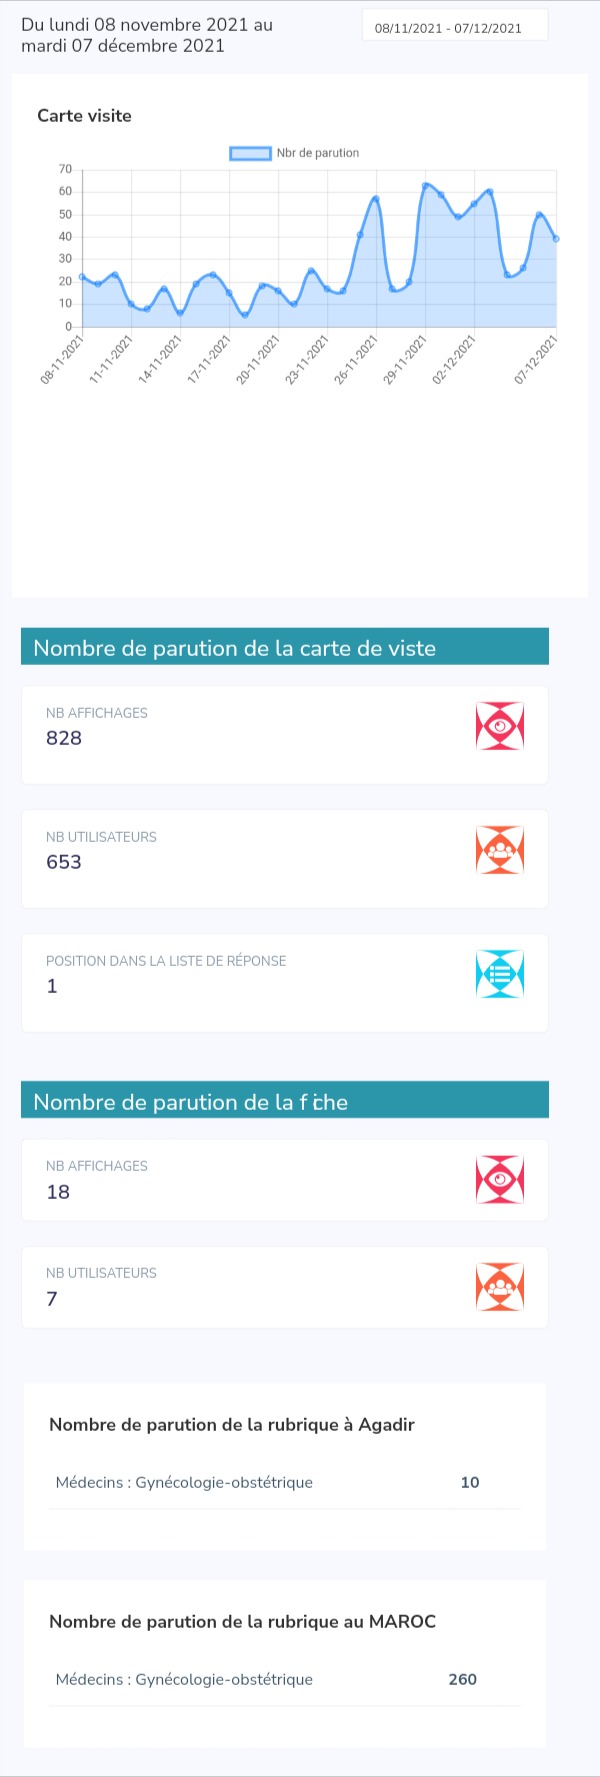 Du lundi 08 novembre 2021 au
mardi 07 décembre 2021
08/11/2021 - 07/12/2021
Carte visite
Nbr de parution
70
60
50
40
30
20
10
0
08-11-2021
11-11-2021
14-11-2021
17-11-2021
20-11-2021
23-11-2021
26-11-2021
29-11-2021
02-12-2021
07-12-2021
Nombre de parution de la carte de viste
NB AFFICHAGES
828
NB UTILISATEURS
653
POSITION DANS LA LISTE DE RÉPONSE
1
Nombre de parution de la fiche
NB AFFICHAGES
18
NB UTILISATEURS
7
Nombre de parution de la rubrique à Agadir
Médecins : Gynécologie-obstétrique 10
Nombre de parution de la rubrique au MAROC
Médecins : Gynécologie-obstétrique 260